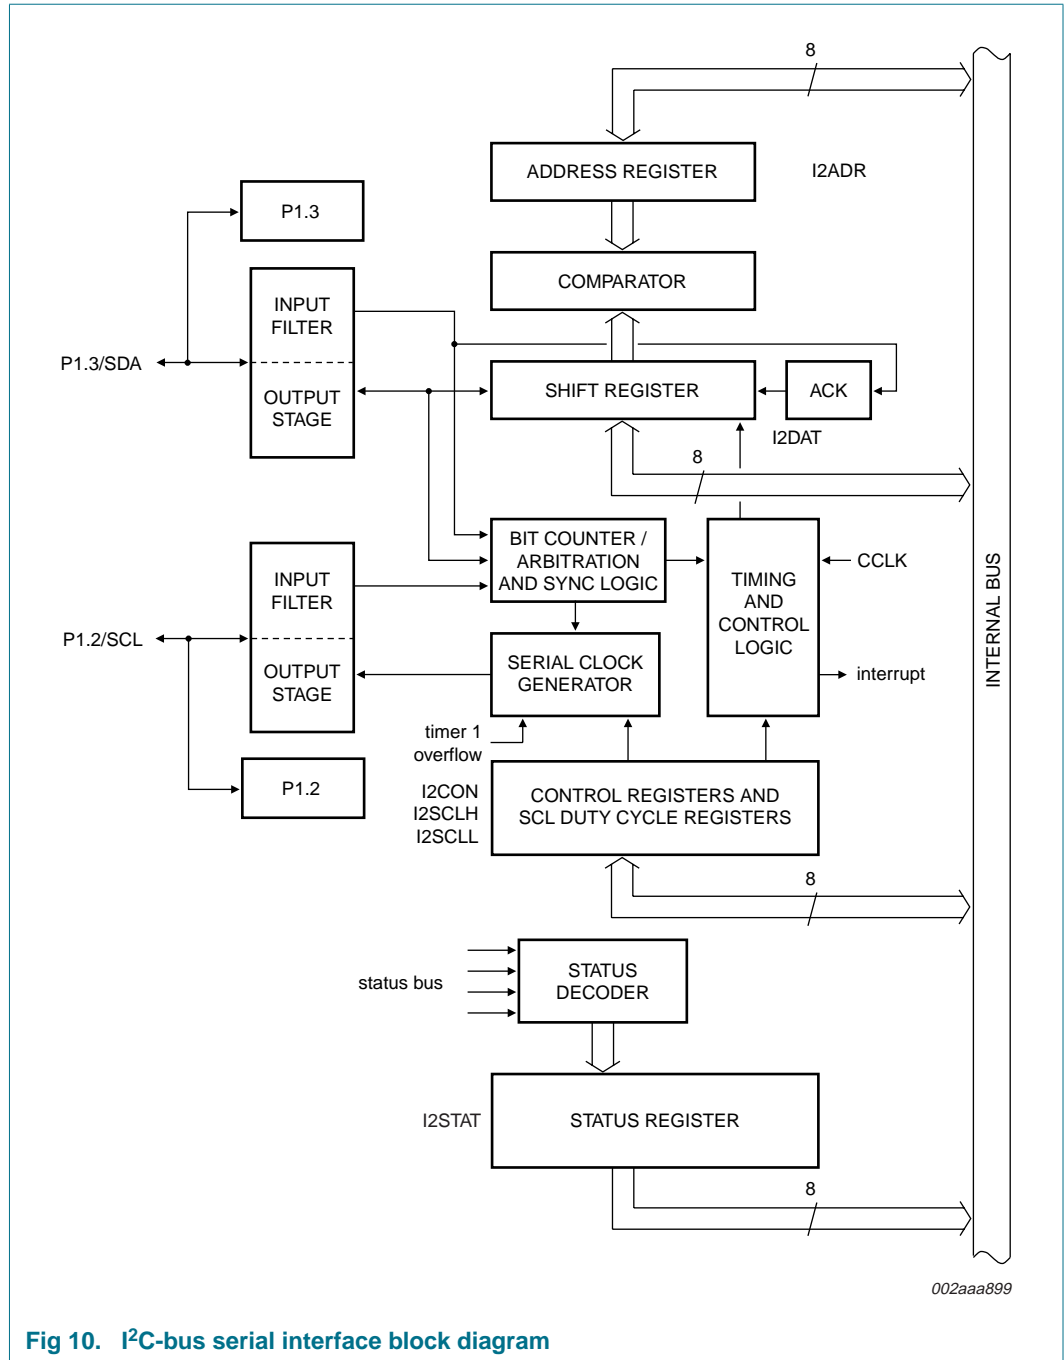 8
ADDRESS REGISTER
I2ADR
P1.3
COMPARATOR
INPUT
FILTER
P1.3/SDA
OUTPUT
STAGE
SHIFT REGISTER
ACK
I2DAT
8
BIT COUNTER /
ARBITRATION
AND SYNC LOGIC
INPUT
FILTER
TIMING
AND
CONTROL
LOGIC
CCLK
INTERNAL BUS
P1.2/SCL
OUTPUT
STAGE
SERIAL CLOCK
GENERATOR
interrupt
timer 1
overflow
P1.2
I2CON
I2SCLH
I2SCLL
CONTROL REGISTERS AND
SCL DUTY CYCLE REGISTERS
8
status bus
STATUS
DECODER
I2STAT
STATUS REGISTER
8
002aaa899
Fig 10. I²C-bus serial interface block diagram